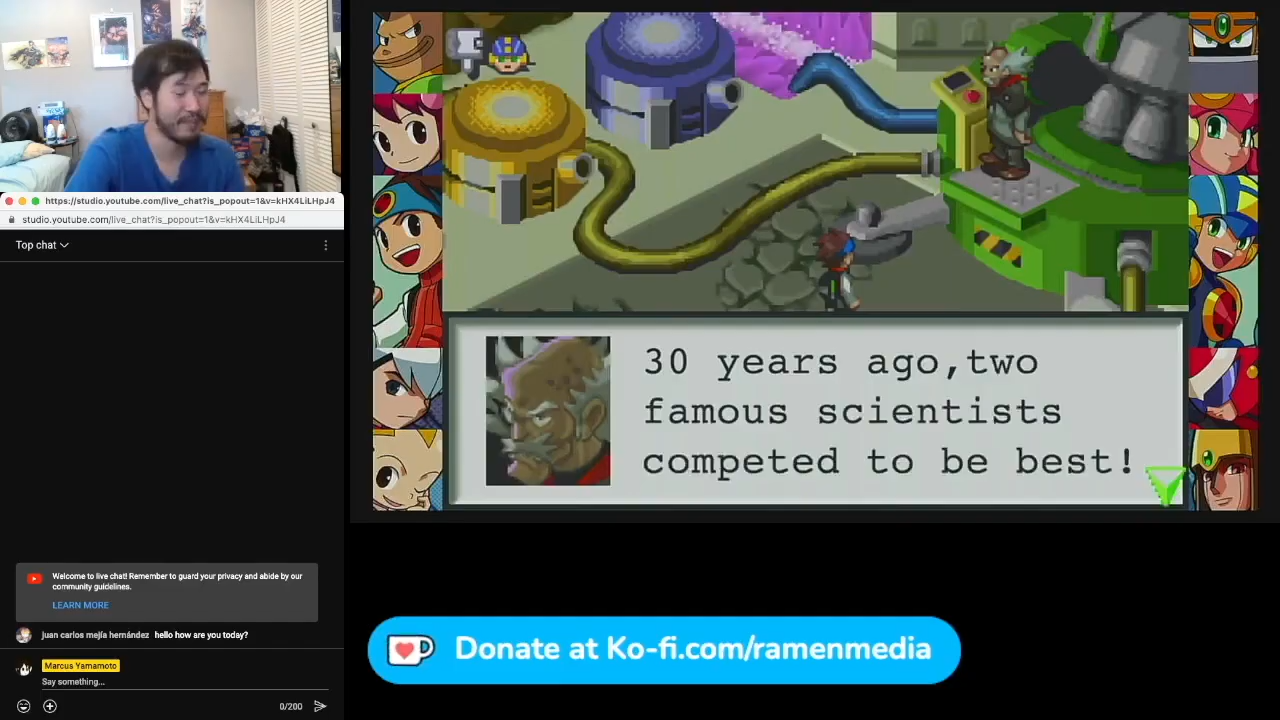 https://studio.youtube.com/live_chat?is_popout=1&v=kHX4LiLHpJ4
studio.youtube.com/live_chat?is_popout=1&v=kHX4LiLHpJ4
Top chat
Welcome to live chat! Remember to guard your privacy and abide by our
community guidelines.
LEARN MORE
juan carlos mejía hernández hello how are you today?
Marcus Yamamoto
Say something...
0/200
30 years ago,two
famous scientists
competed to be best!
Donate at Ko-fi.com/ramenmedia